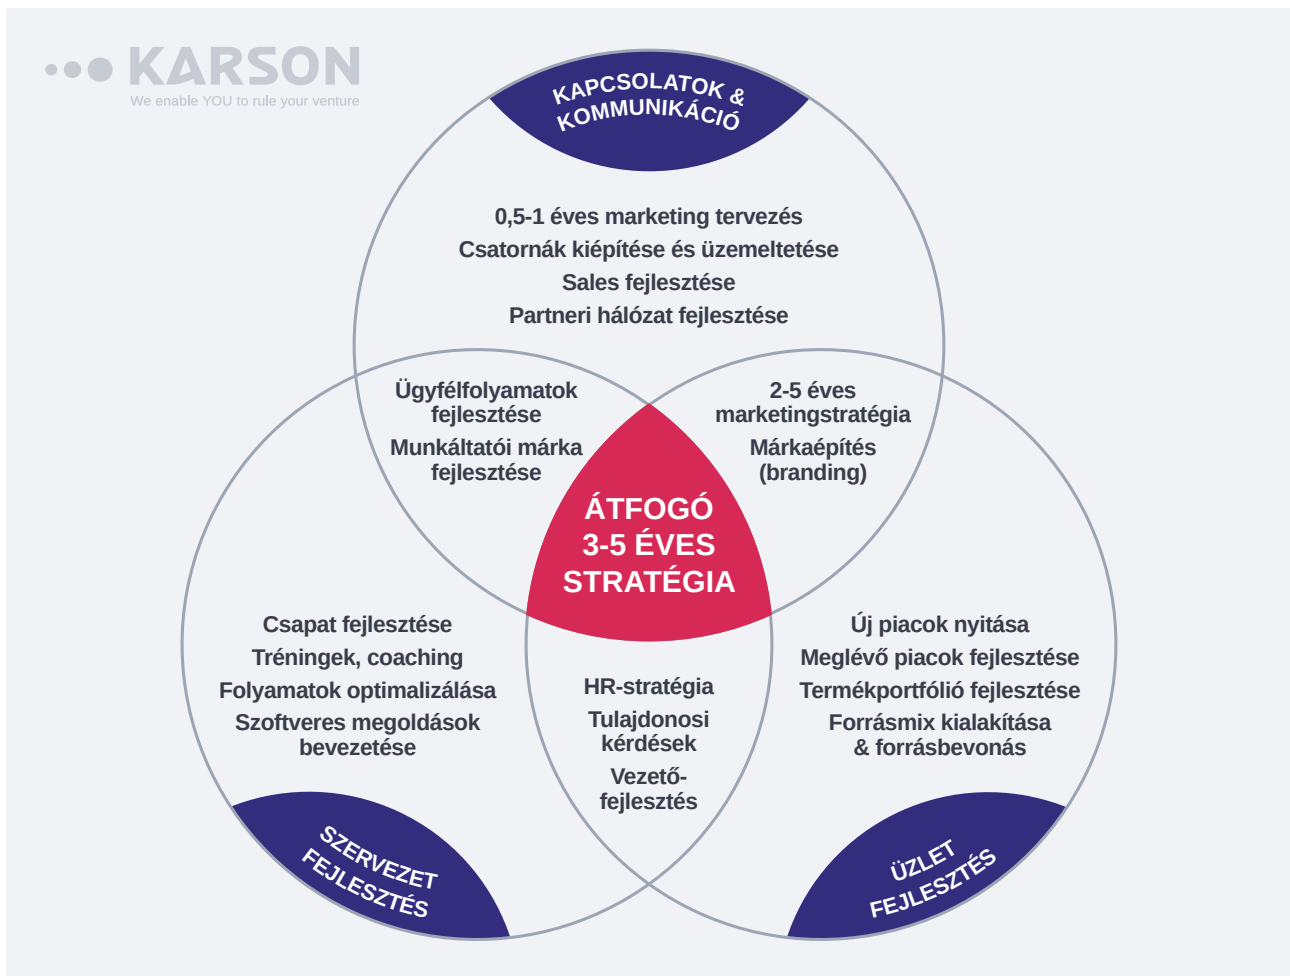 KARSON
We enable YOU to rule your venture
KAPCSOLATOK &
KOMMUNIKÁCIÓ
0,5-1 éves marketing tervezés
Csatornák kiépítése és üzemeltetése
Sales fejlesztése
Partneri hálózat fejlesztése
Ügyfélfolyamatok
fejlesztése
Munkáltatói márka
fejlesztése
2-5 éves
marketingstratégia
Márkaépítés
(branding)
ÁTFOGÓ
3-5 ÉVES
STRATÉGIA
Csapat fejlesztése
Tréningek, coaching
Folyamatok optimalizálása
Szoftveres megoldások
bevezetése
HR-stratégia
Tulajdonosi
kérdések
Vezető-
fejlesztés
Új piacok nyitása
Meglévő piacok fejlesztése
Termékportfólió fejlesztése
Forrásmix kialakítása
& forrásbevonás
SZERVEZET
FEJLESZTÉS
ÜZLET
FEJLESZTÉS